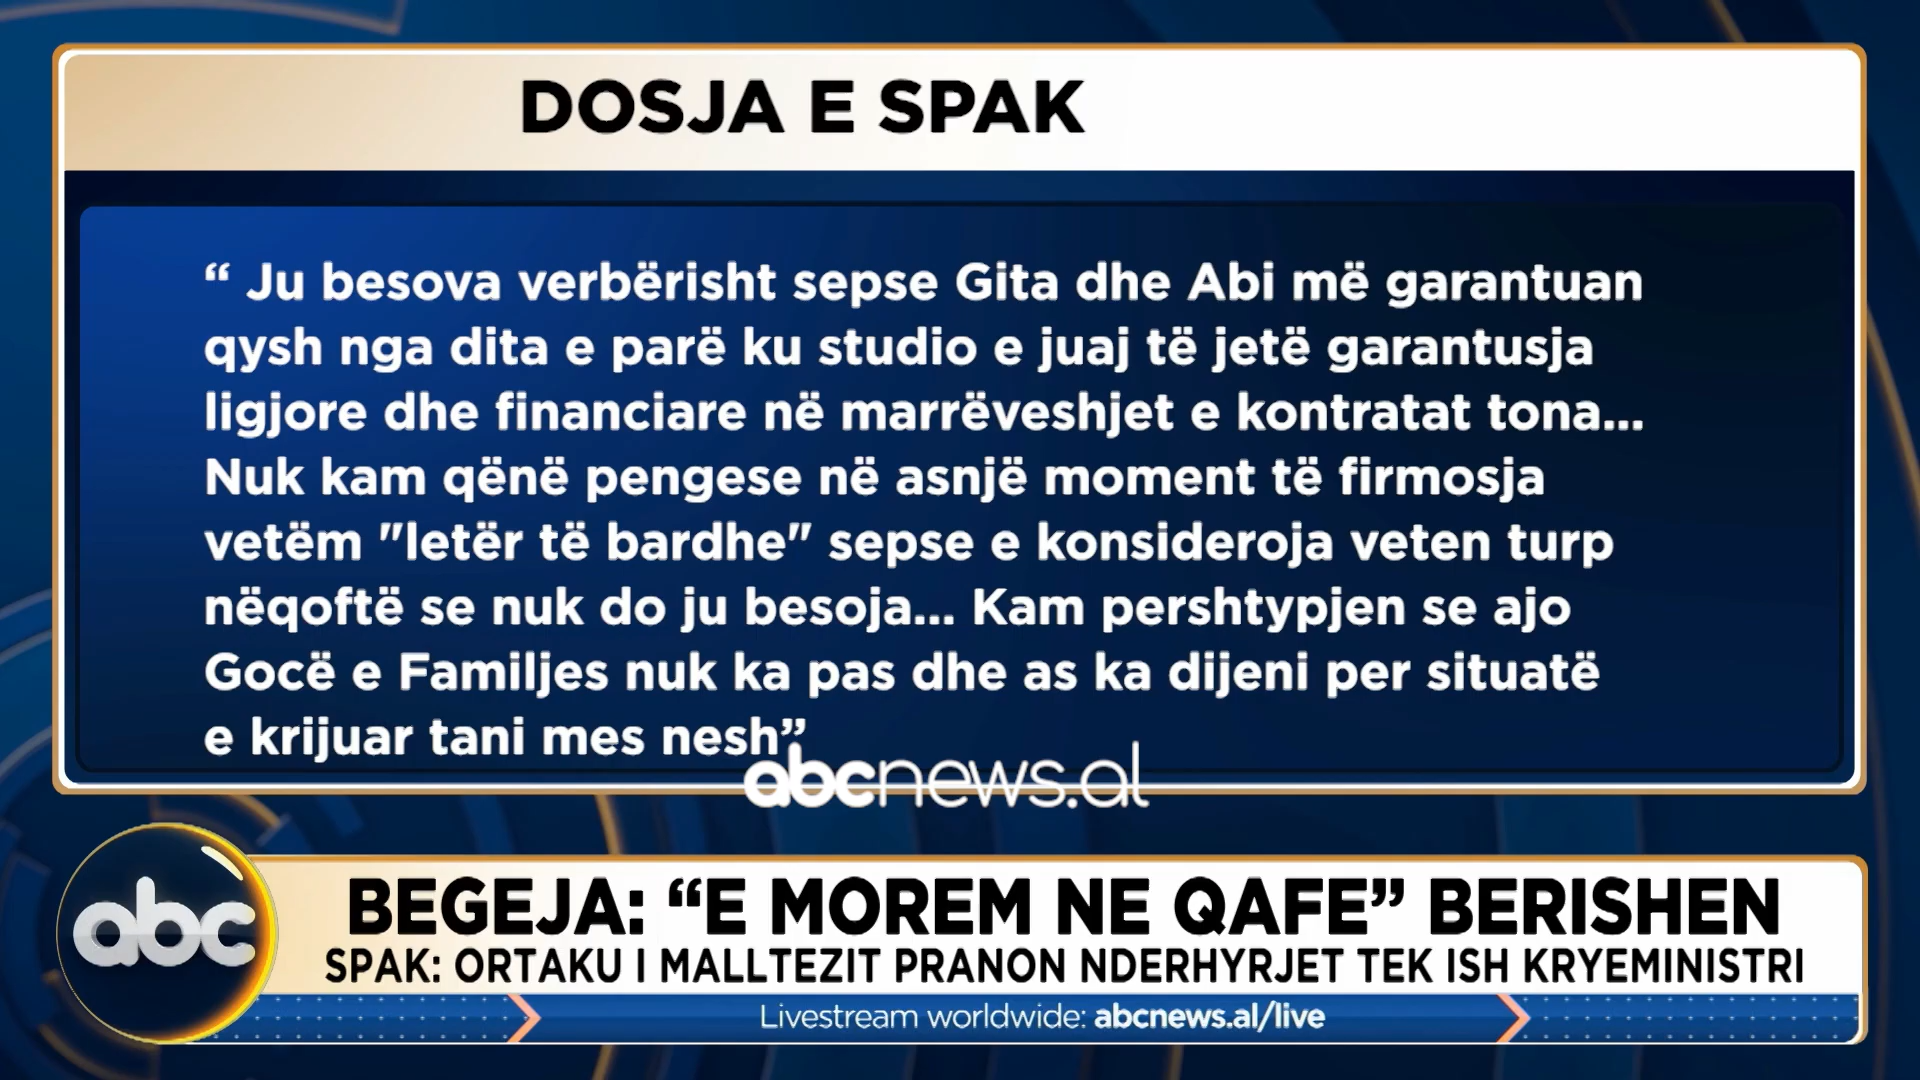 DOSJA E SPAK
“ Ju besova verbërisht sepse Gita dhe Abi më garantuan
qysh nga dita e parë ku studio e juaj të jetë garantusja
ligjore dhe financiare në marrëveshjet e kontratat tona...
Nuk kam qënë pengese në asnjë moment të firmosja
vetëm "letër të bardhe" sepse e konsideroja veten turp
nëqoftë se nuk do ju besoja... Kam pershtypjen se ajo
Gocë e Familjes nuk ka pas dhe as ka dijeni per situatë
e krijuar tani mes nesh”
abcnews.al
abc
BEGEJA: “E MOREM NE QAFE” BERISHEN
SPAK: ORTAKU I MALLTEZIT PRANON NDERHYRJET TEK ISH KRYEMINISTRI
Livestream worldwide: abcnews.al/live